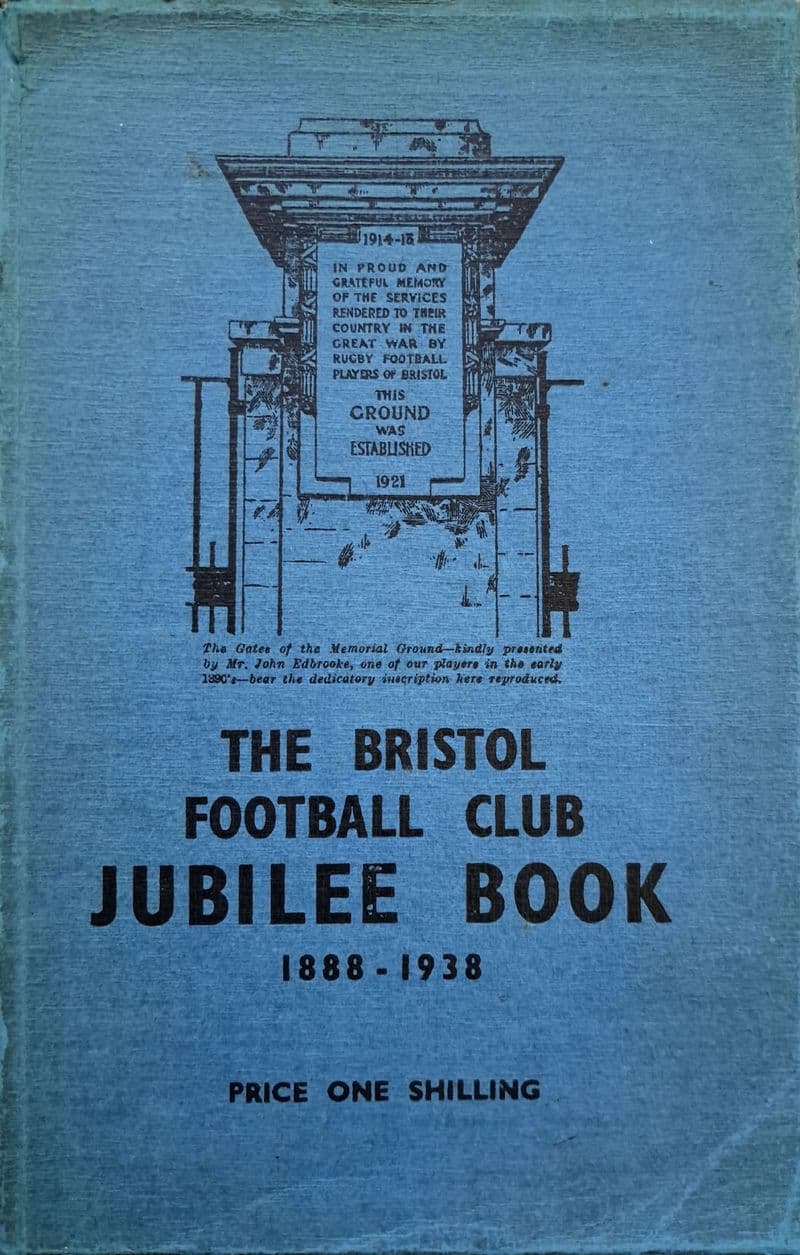 1914-18
IN PROUD AND
GRATEFUL MEMORY
OF THE SERVICES
RENDERED TO THEIR
COUNTRY IN THE
GREAT WAR BY
RUGBY FOOTBALL
PLAYERS OF BRISTOL
THIS
GROUND
WAS
ESTABLISHED
1921
The Gates of the Memorial Ground—kindly presented
by Mr. John Edbrooke, one of our players in the early
1890's—bear the dedicatory inscription here reproduced.
THE BRISTOL
FOOTBALL CLUB
JUBILEE BOOK
1888 - 1938
PRICE ONE SHILLING